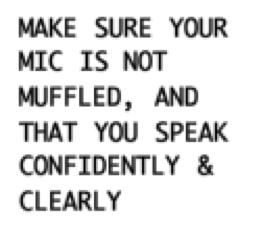 MAKE SURE YOUR
MIC IS NOT
MUFFLED, AND
THAT YOU SPEAK
CONFIDENTLY &
CLEARLY